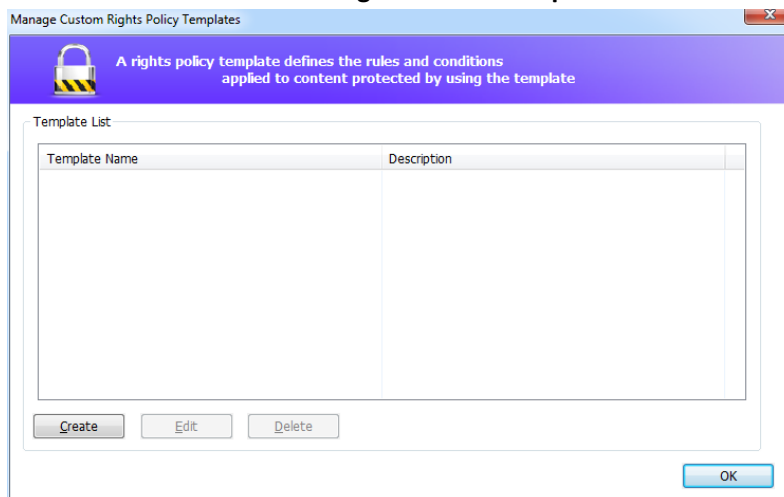 Manage Custom Rights Policy Templates
A rights policy template defines the rules and conditions
applied to content protected by using the template
Template List
Template Name Description
Create Edit Delete
OK